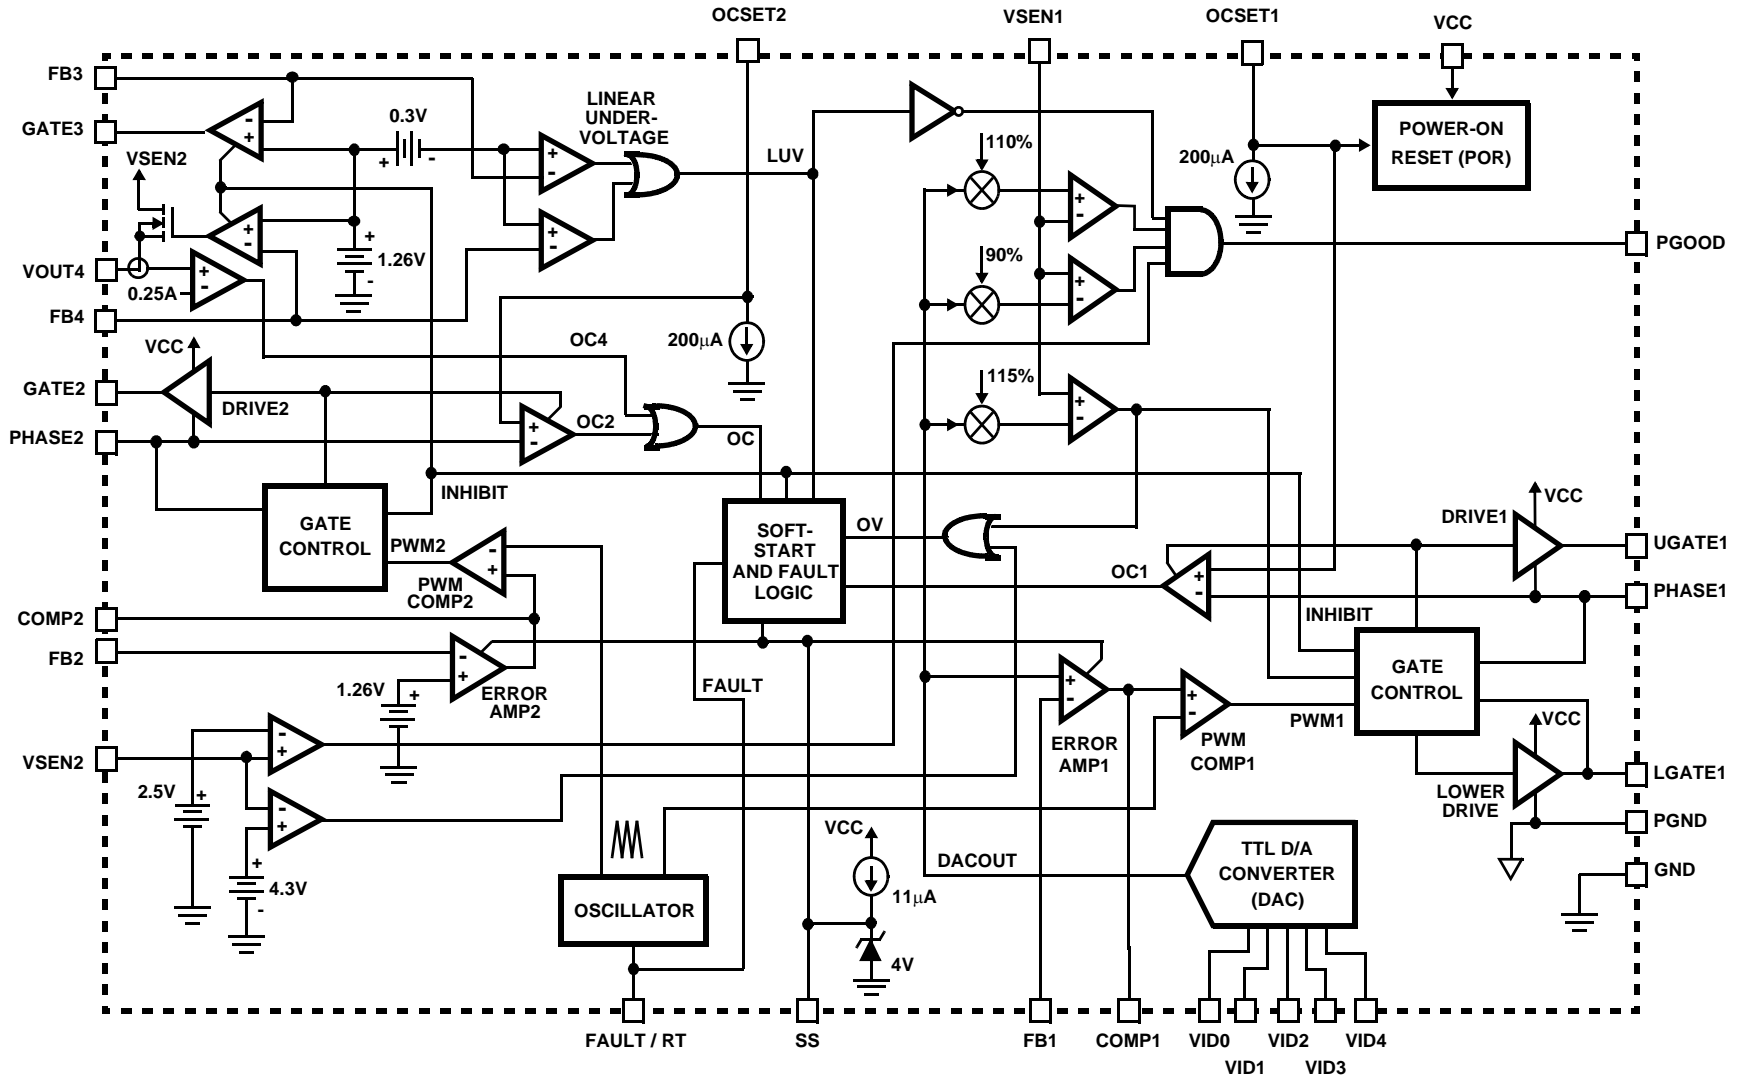 OCSET2
VSEN1
OCSET1
VCC
FB3
GATE3
VSEN2
VOUT4
0.25A
FB4
-
+
+
-
+
-
0.3V
+
-
+
1.26V
-
LINEAR
UNDER-
VOLTAGE
+
-
+
-
LUV
110%
90%
115%
+
-
+
-
+
-
200µA
POWER-ON
RESET (POR)
PGOOD
VCC
GATE2
DRIVE2
PHASE2
OC4
200µA
+
-
OC2
OC
INHIBIT
GATE
CONTROL
PWM2
-
+
PWM
COMP2
SOFT-
START
AND FAULT
LOGIC
OV
OC1
+
-
DRIVE1
VCC
UGATE1
PHASE1
INHIBIT
COMP2
FB2
-
+
1.26V
+
ERROR
AMP2
FAULT
+
-
ERROR
AMP1
+
-
PWM
COMP1
PWM1
GATE
CONTROL
VCC
LOWER
DRIVE
LGATE1
PGND
GND
VSEN2
-
+
2.5V
+
-
+
+
4.3V
-
OSCILLATOR
VCC
11µA
4V
DACOUT
TTL D/A
CONVERTER
(DAC)
FAULT / RT
SS
FB1
COMP1
VID0
VID1
VID2
VID3
VID4